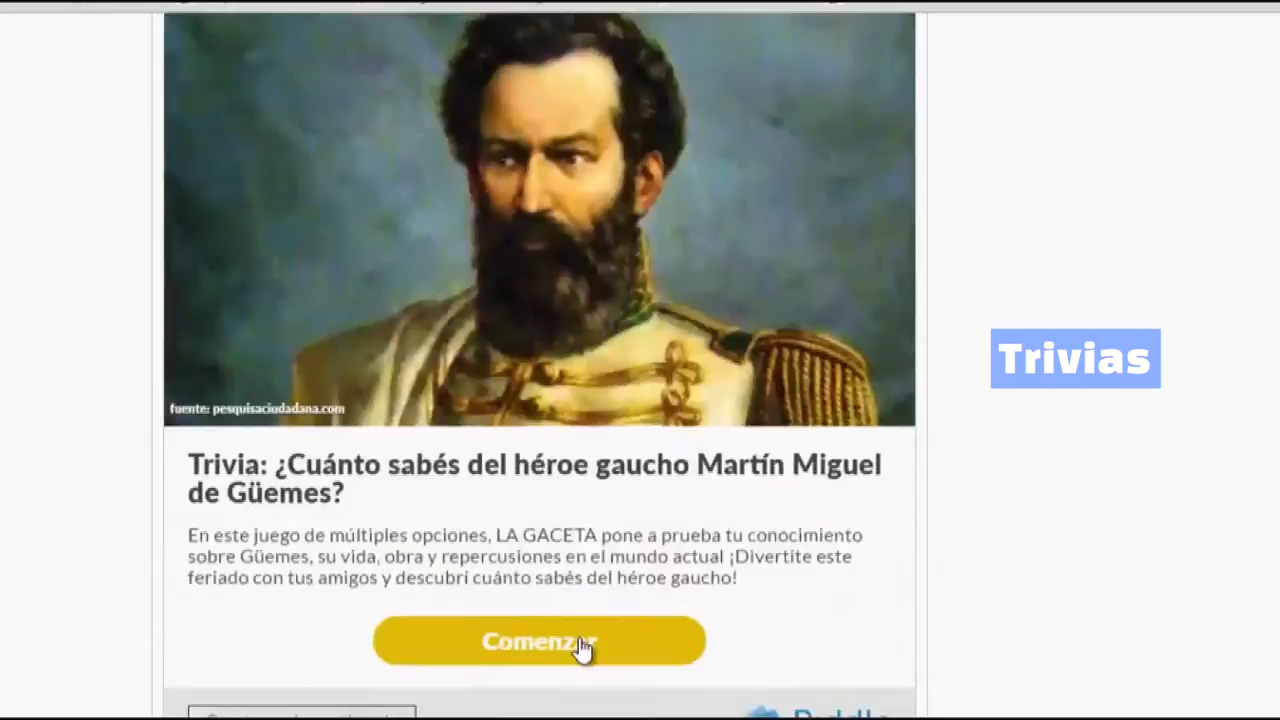 fuente: pesquisaciudadana.com
Trivias
Trivia: ¿Cuánto sabés del héroe gaucho Martín Miguel
de Güemes?
En este juego de múltiples opciones, LA GACETA pone a prueba tu conocimiento
sobre Güemes, su vida, obra y repercusiones en el mundo actual ¡Divertite este
feriado con tus amigos y descubrí cuánto sabés del héroe gaucho!
Comenzar